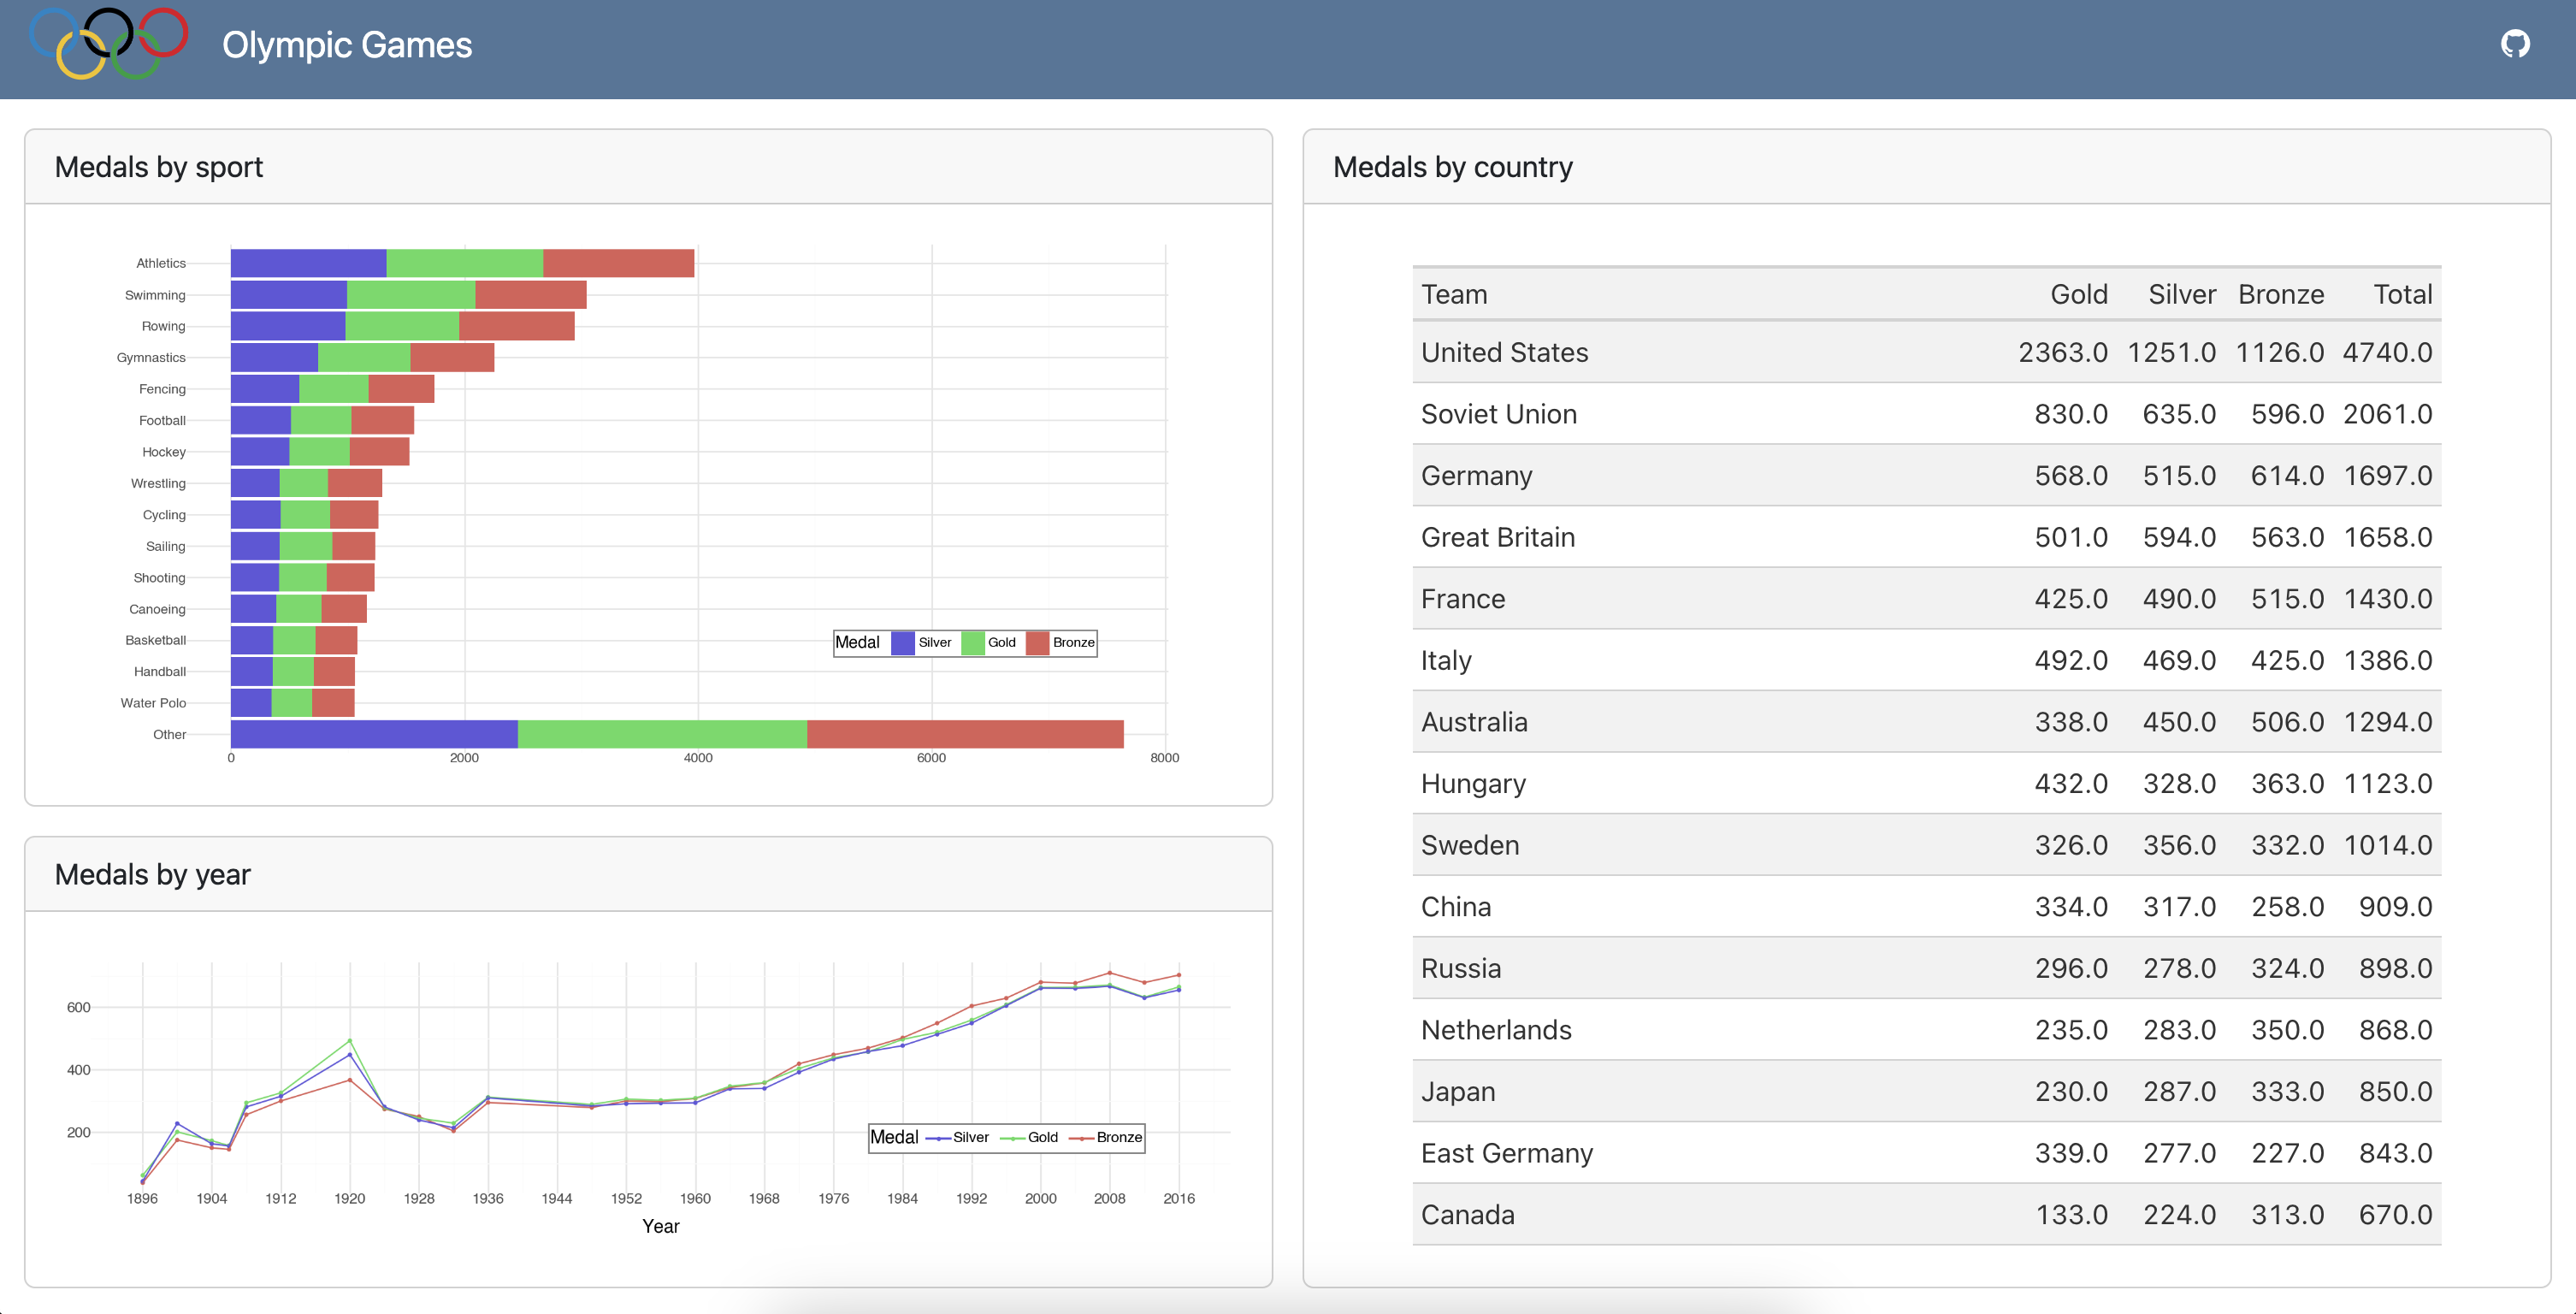 Olympic Games
Medals by sport
Athletics
Swimming
Rowing
Gymnastics
Fencing
Football
Hockey
Wrestling
Cycling
Sailing
Shooting
Canoeing
Basketball
Handball
Water Polo
Other
Medal Silver Gold Bronze
0 2000 4000 6000 8000
Medals by year
600
400
200
Medal Silver Gold Bronze
1896 1904 1912 1920 1928 1936 1944 1952 1960 1968 1976 1984 1992 2000 2008 2016
Year
Medals by country
Team Gold Silver Bronze Total
United States 2363.0 1251.0 1126.0 4740.0
Soviet Union 830.0 635.0 596.0 2061.0
Germany 568.0 515.0 614.0 1697.0
Great Britain 501.0 594.0 563.0 1658.0
France 425.0 490.0 515.0 1430.0
Italy 492.0 469.0 425.0 1386.0
Australia 338.0 450.0 506.0 1294.0
Hungary 432.0 328.0 363.0 1123.0
Sweden 326.0 356.0 332.0 1014.0
China 334.0 317.0 258.0 909.0
Russia 296.0 278.0 324.0 898.0
Netherlands 235.0 283.0 350.0 868.0
Japan 230.0 287.0 333.0 850.0
East Germany 339.0 277.0 227.0 843.0
Canada 133.0 224.0 313.0 670.0